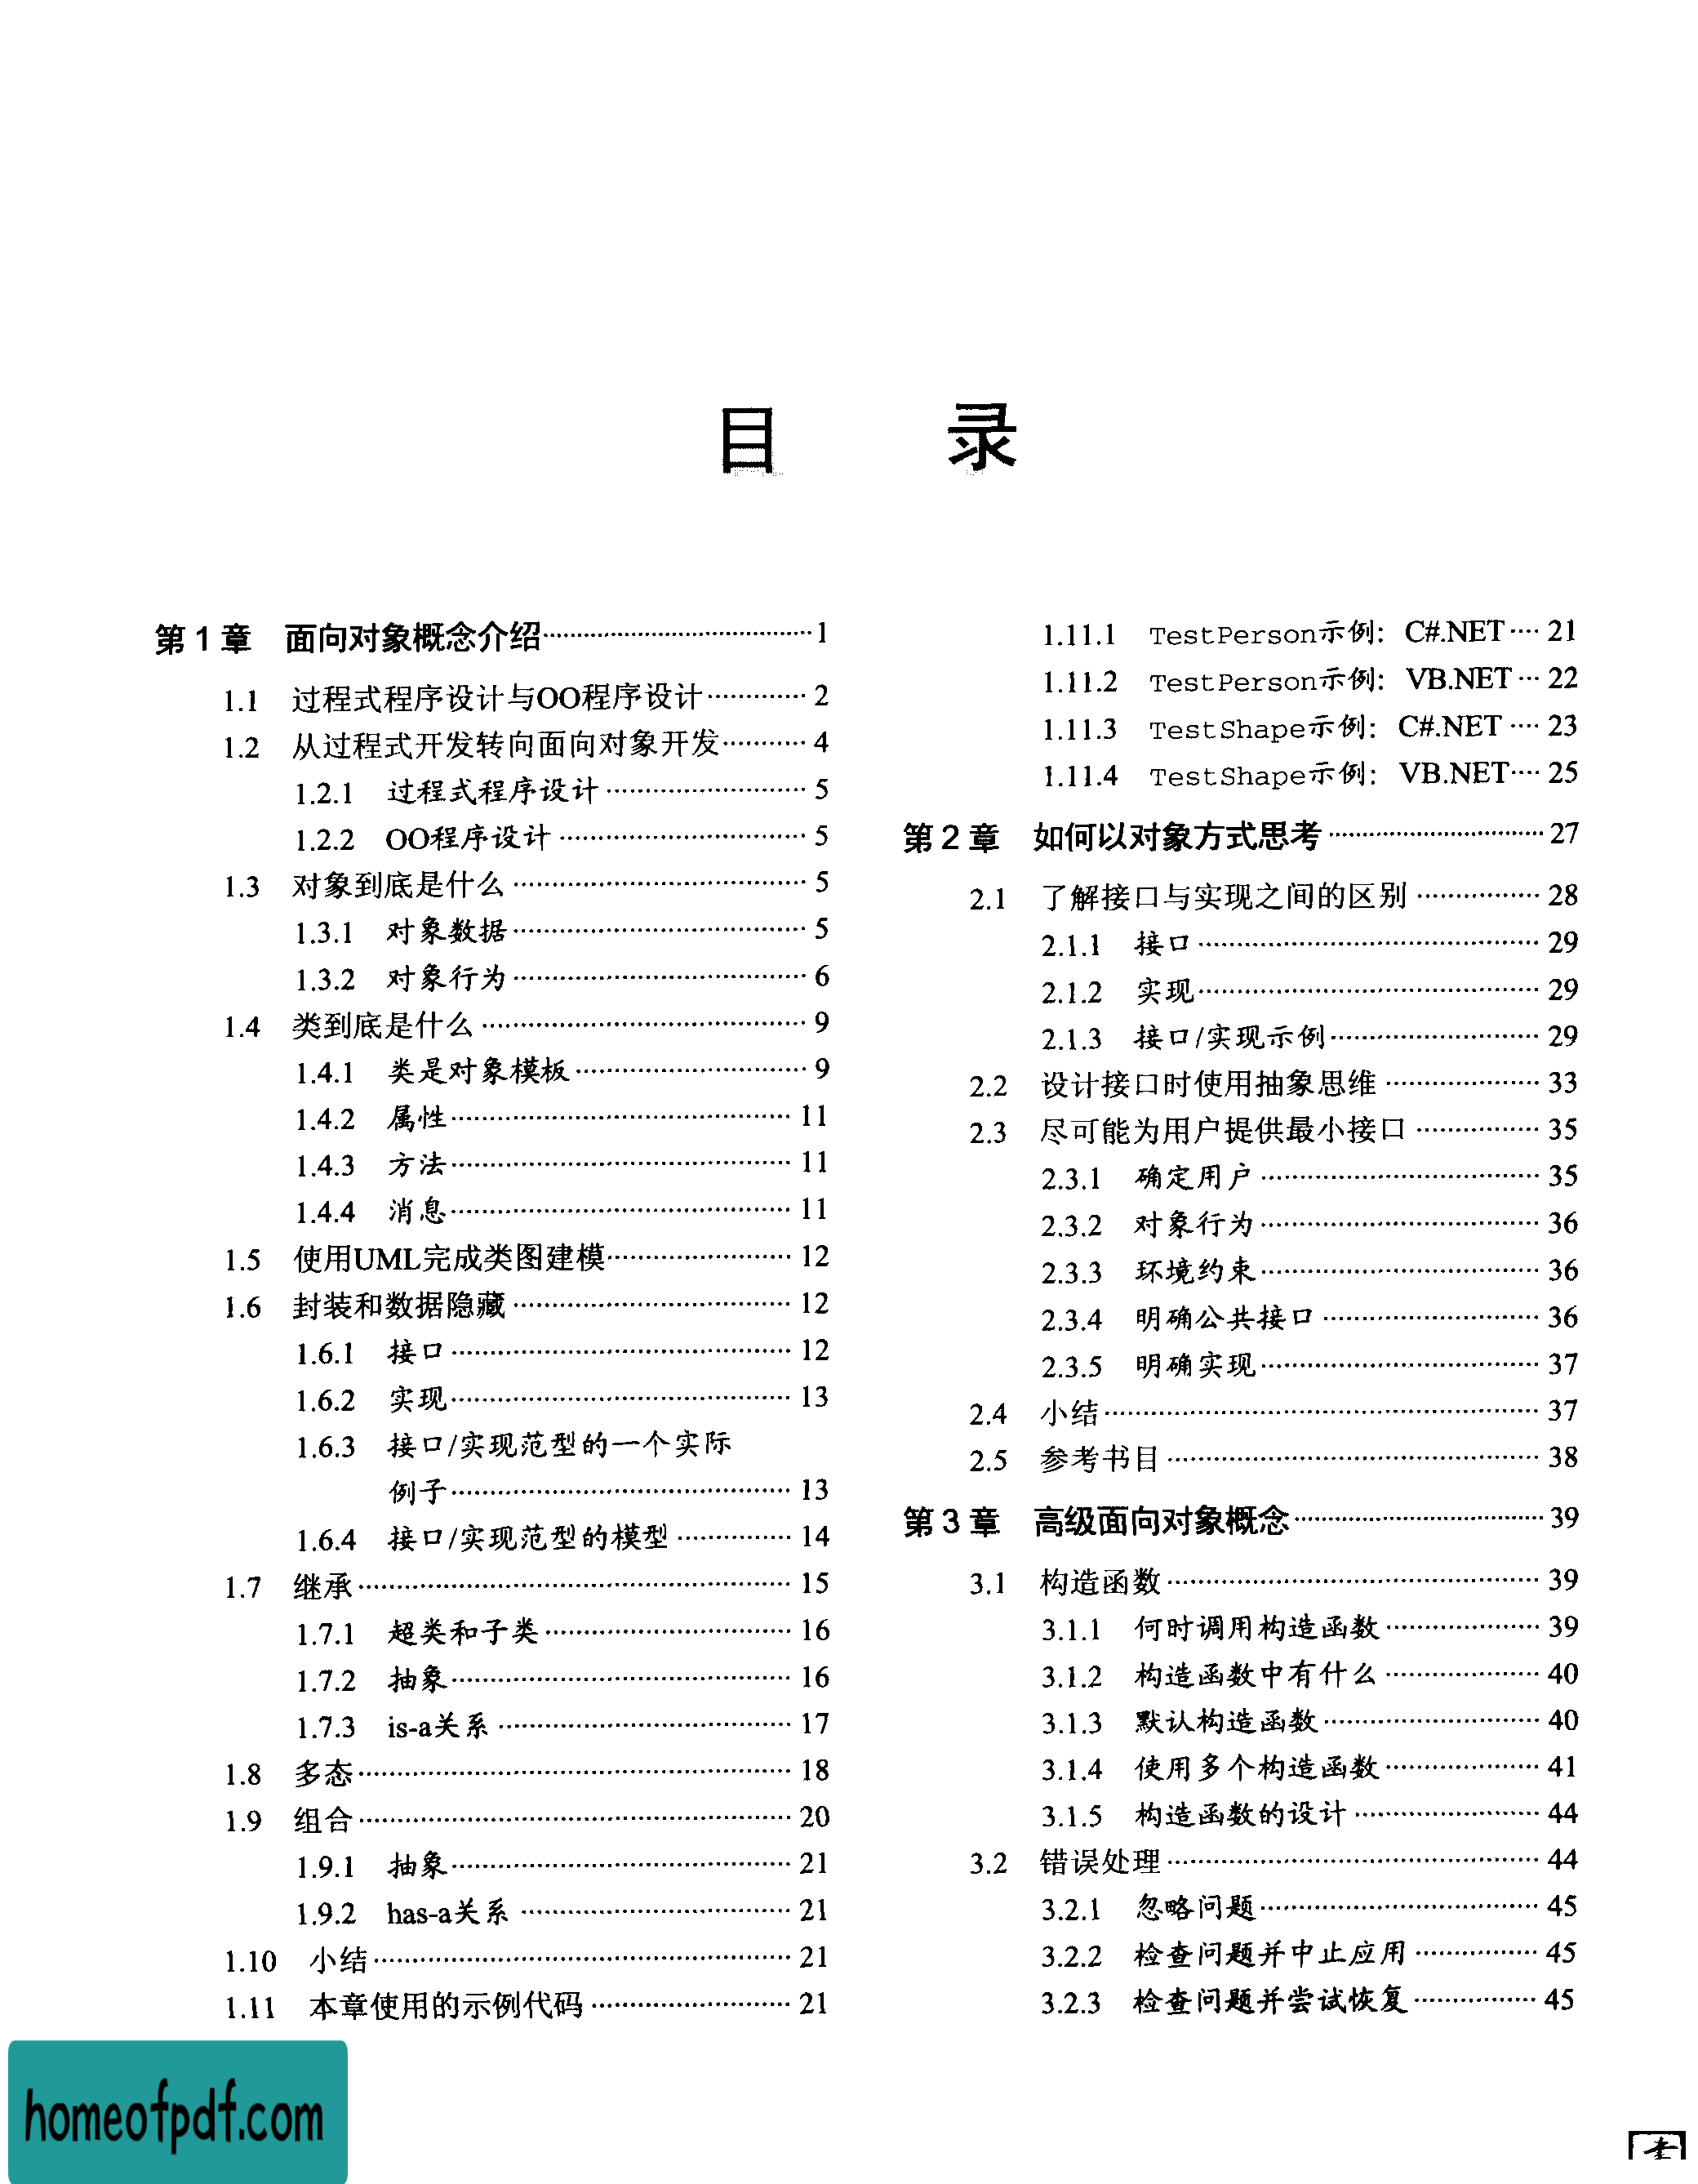 目 录
第1章 面向对象概念介绍 1
1.1 过程式程序设计与OO程序设计 2
1.2 从过程式开发转向面向对象开发 4
1.2.1 过程式程序设计 5
1.2.2 OO程序设计 5
1.3 对象到底是什么 5
1.3.1 对象数据 5
1.3.2 对象行为 6
1.4 类到底是什么 9
1.4.1 类是对象模板 9
1.4.2 属性 11
1.4.3 方法 11
1.4.4 消息 11
1.5 使用UML完成类图建模 12
1.6 封装和数据隐藏 12
1.6.1 接口 12
1.6.2 实现 13
1.6.3 接口/实现范型的一个实际
例子 13
1.6.4 接口/实现范型的模型 14
1.7 继承 15
1.7.1 超类和子类 16
1.7.2 抽象 16
1.7.3 is-a关系 17
1.8 多态 18
1.9 组合 20
1.9.1 抽象 21
1.9.2 has-a关系 21
1.10 小结 21
1.11 本章使用的示例代码 21
1.11.1 TestPerson示例：C#.NET 21
1.11.2 TestPerson示例：VB.NET 22
1.11.3 TestShape示例：C#.NET 23
1.11.4 TestShape示例：VB.NET 25
第2章 如何以对象方式思考 27
2.1 了解接口与实现之间的区别 28
2.1.1 接口 29
2.1.2 实现 29
2.1.3 接口/实现示例 29
2.2 设计接口时使用抽象思维 33
2.3 尽可能为用户提供最小接口 35
2.3.1 确定用户 35
2.3.2 对象行为 36
2.3.3 环境约束 36
2.3.4 明确公共接口 36
2.3.5 明确实现 37
2.4 小结 37
2.5 参考书目 38
第3章 高级面向对象概念 39
3.1 构造函数 39
3.1.1 何时调用构造函数 39
3.1.2 构造函数中有什么 40
3.1.3 默认构造函数 40
3.1.4 使用多个构造函数 41
3.1.5 构造函数的设计 44
3.2 错误处理 44
3.2.1 忽略问题 45
3.2.2 检查问题并中止应用 45
3.2.3 检查问题并尝试恢复 45
homeofpdf.com